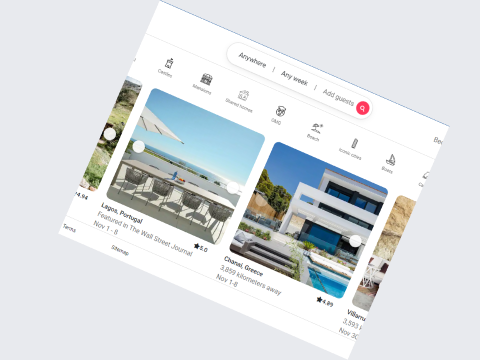 Anywhere
Any week
Add guests
Castles
Mansions
Shared homes
OMG!
Beach
Iconic cities
Boats
4.94
Lagos, Portugal
5.0
Featured in The Wall Street Journal
Nov 1 - 8
Chania, Greece
4.89
3,859 kilometers away
Nov 1-8
3,593
Nov 30
Terms
Sitemap